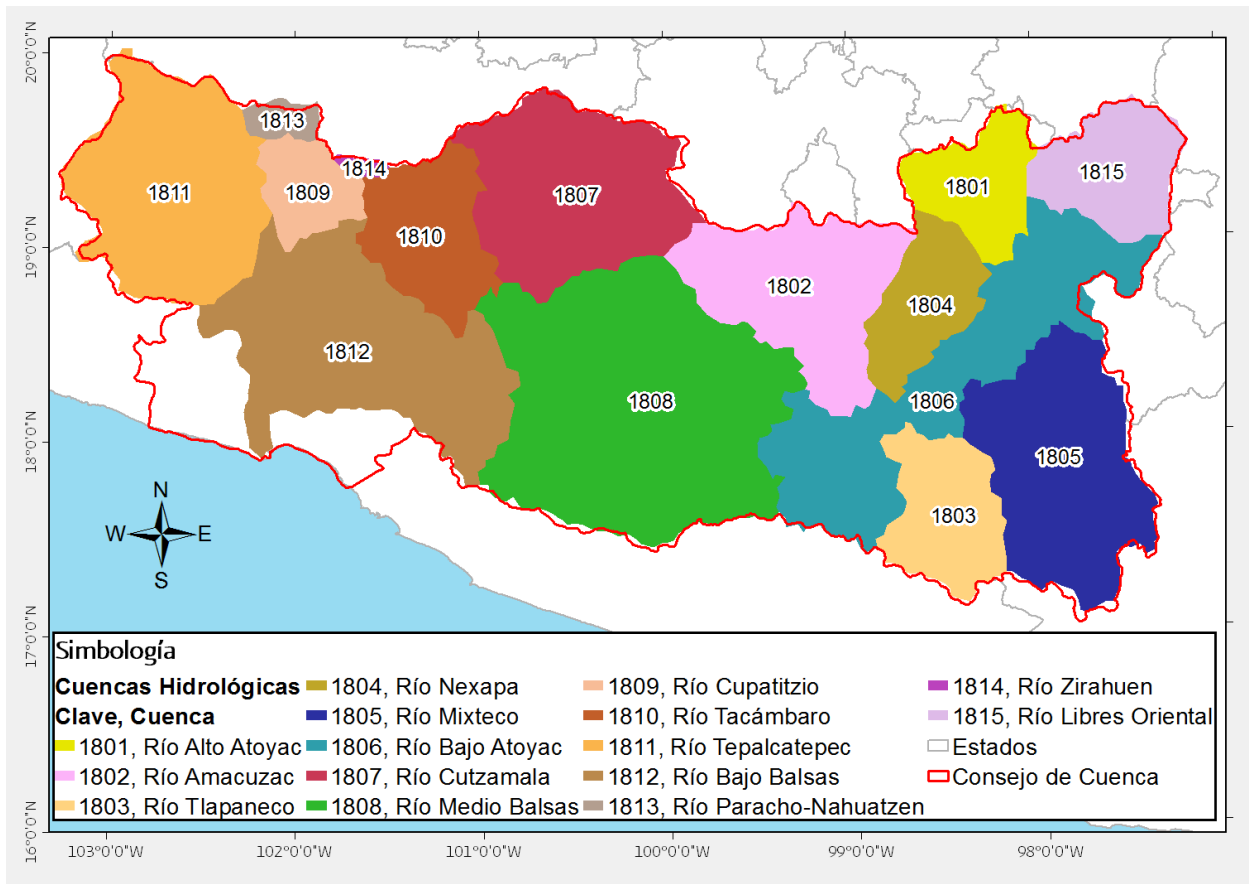 20°0'0"N
19°0'0"N
18°0'0"N
17°0'0"N
16°0'0"N
1813
1814
1811
1809
1810
1807
1801
1815
1802
1804
1812
1808
1806
1805
1803
N
W E
S
Simbología
Cuencas Hidrológicas
Clave, Cuenca
1801, Río Alto Atoyac
1802, Río Amacuzac
1803, Río Tlapaneco
1804, Río Nexapa
1805, Río Mixteco
1806, Río Bajo Atoyac
1807, Río Cutzamala
1808, Río Medio Balsas
1809, Río Cupatitzio
1810, Río Tacámbaro
1811, Río Tepalcatepec
1812, Río Bajo Balsas
1813, Río Paracho-Nahuatzen
1814, Río Zirahuen
1815, Río Libres Oriental
Estados
Consejo de Cuenca
103°0'0"W 102°0'0"W 101°0'0"W 100°0'0"W 99°0'0"W 98°0'0"W